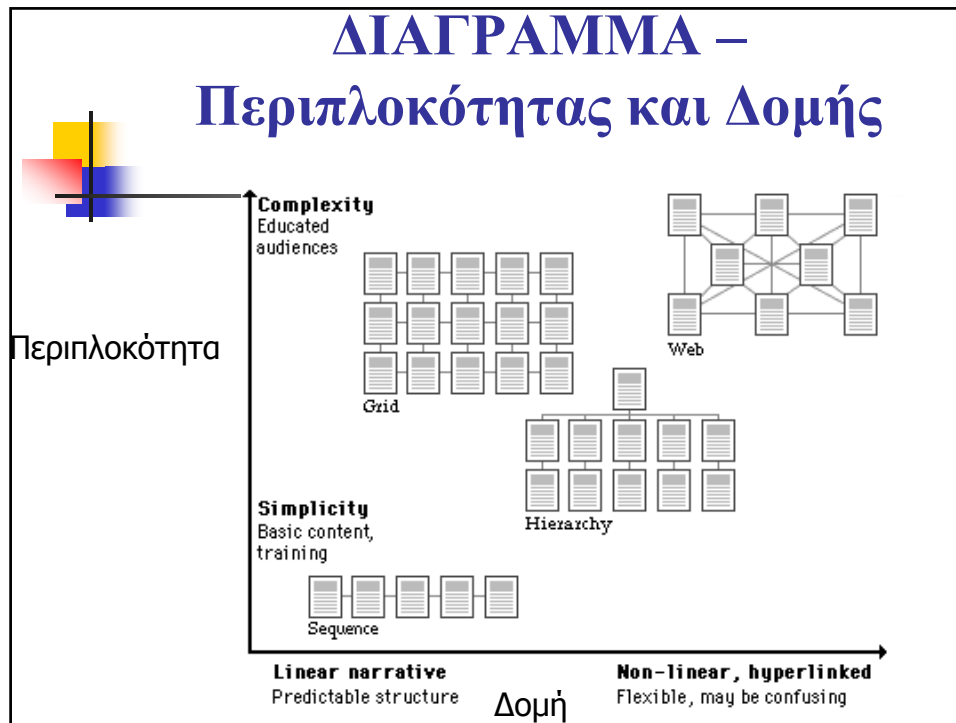 ΔΙΑΓΡΑΜΜΑ –
Περιπλοκότητας και Δομής
Complexity
Educated
audiences
Περιπλοκότητα
Web
Grid
Simplicity
Basic content,
training
Hierarchy
Sequence
Linear narrative
Predictable structure
Δομή
Non-linear, hyperlinked
Flexible, may be confusing